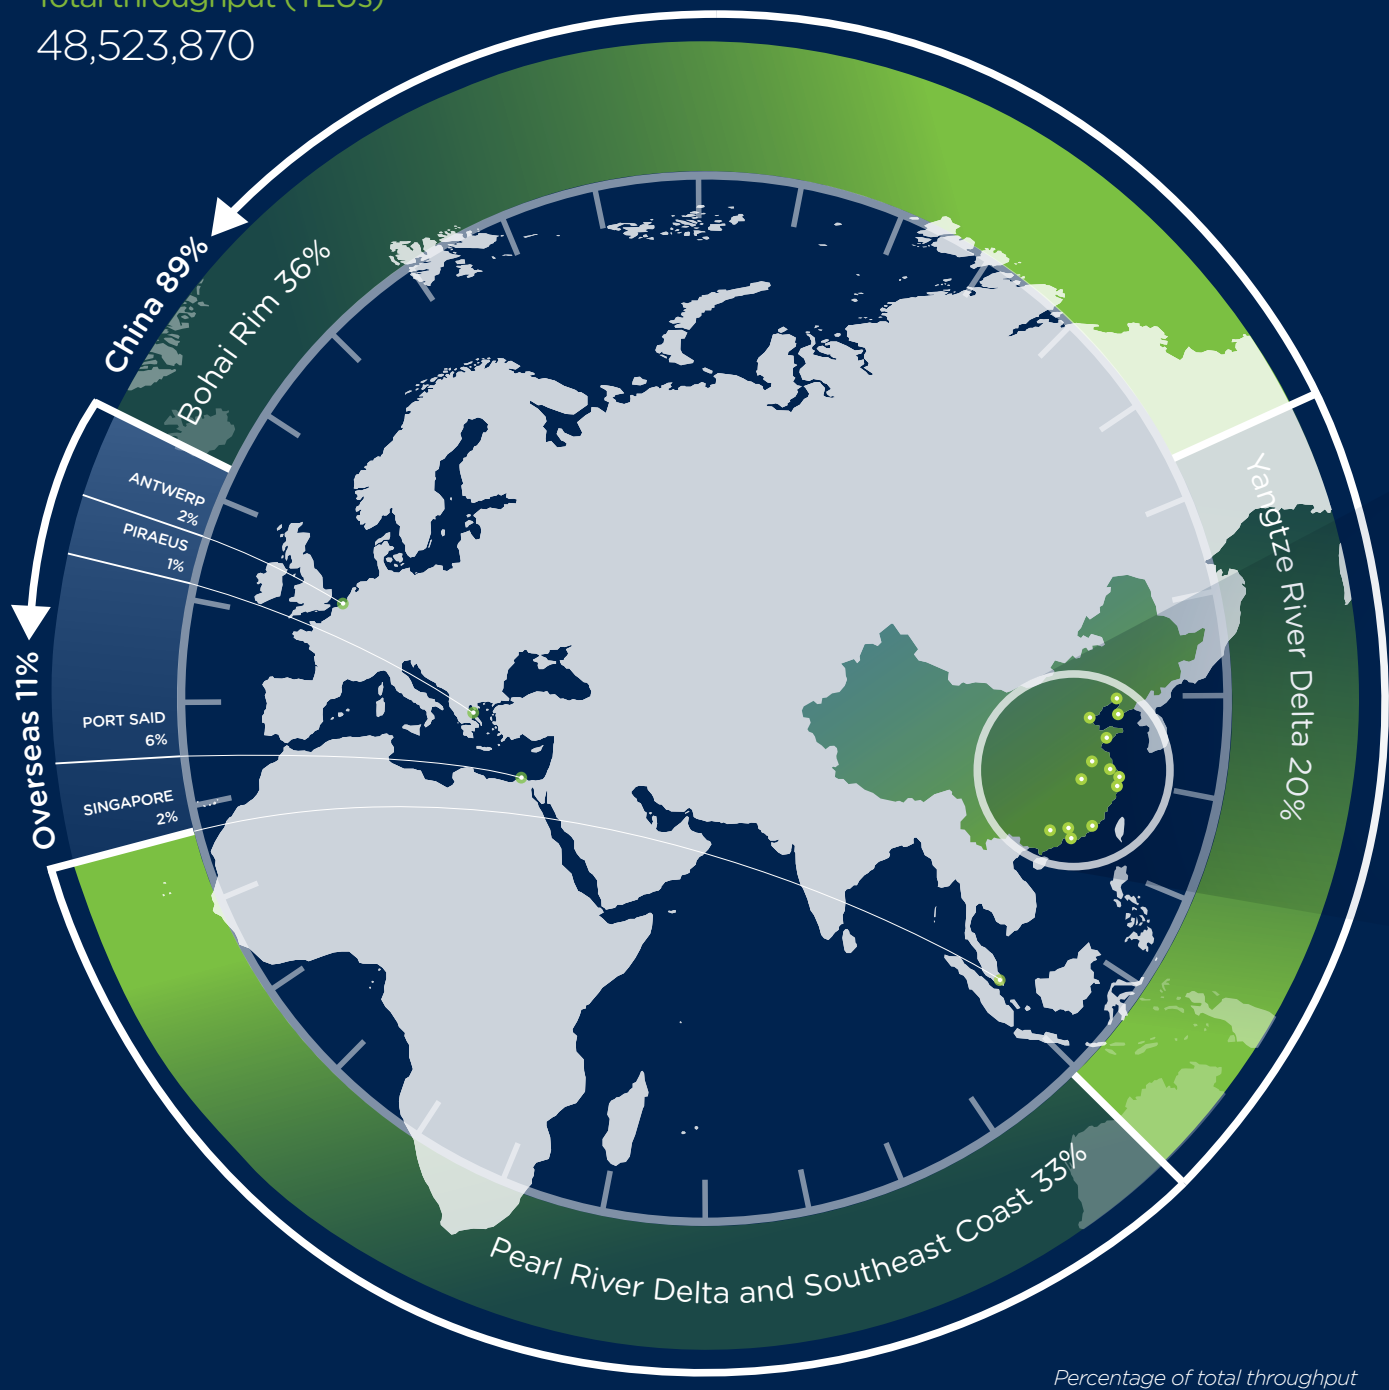 Total throughput (TEUs)
48,523,870
China 89%
Bohai Rim 36%
ANTWERP
2%
PIRAEUS
1%
PORT SAID
6%
SINGAPORE
2%
Overseas 11%
Yangtze River Delta 20%
Pearl River Delta and Southeast Coast 33%
Percentage of total throughput